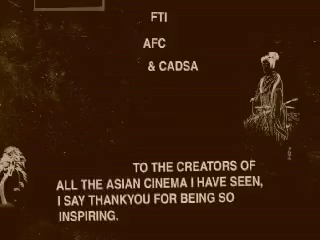 FTI
AFC
& CADSA
TO THE CREATORS OF
ALL THE ASIAN CINEMA I HAVE SEEN,
I SAY THANKYOU FOR BEING SO
INSPIRING.